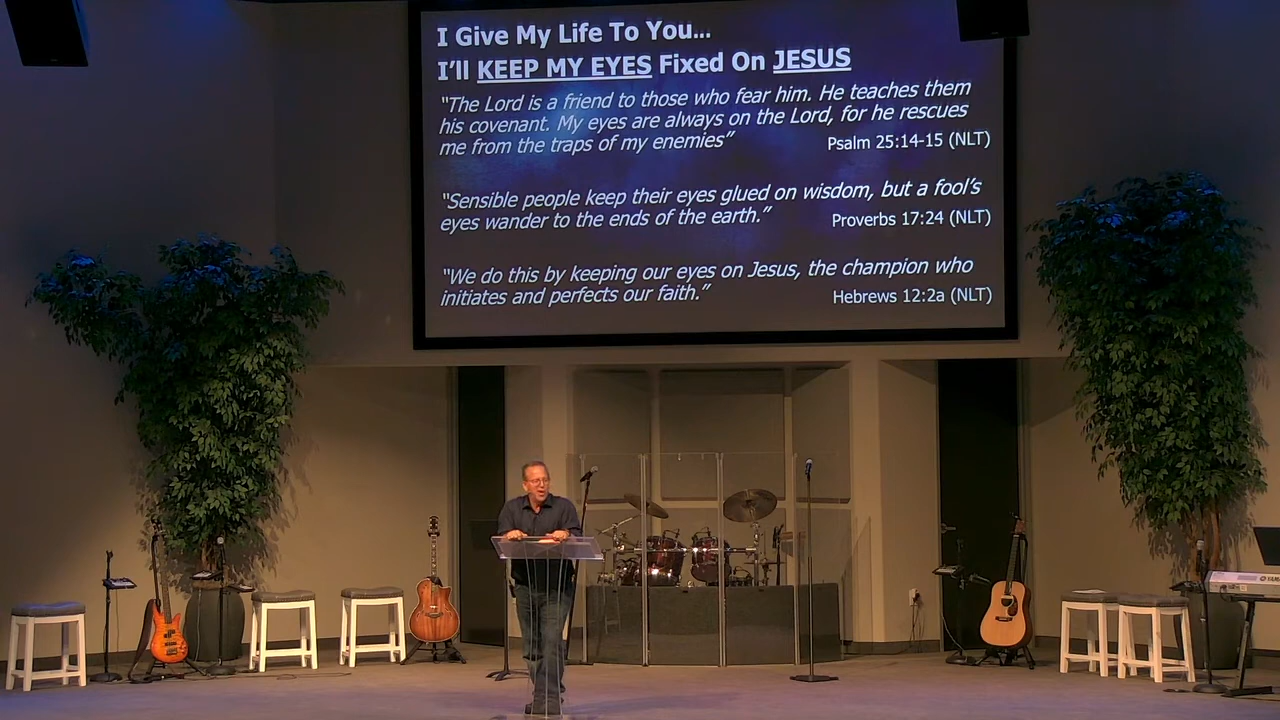 I Give My Life To You...
I'll KEEP MY EYES Fixed On JESUS
"The Lord is a friend to those who fear him. He teaches them
his covenant. My eyes are always on the Lord, for he rescues
me from the traps of my enemies" Psalm 25:14-15 (NLT)
"Sensible people keep their eyes glued on wisdom, but a fool's
eyes wander to the ends of the earth." Proverbs 17:24 (NLT)
"We do this by keeping our eyes on Jesus, the champion who
initiates and perfects our faith." Hebrews 12:2a (NLT)